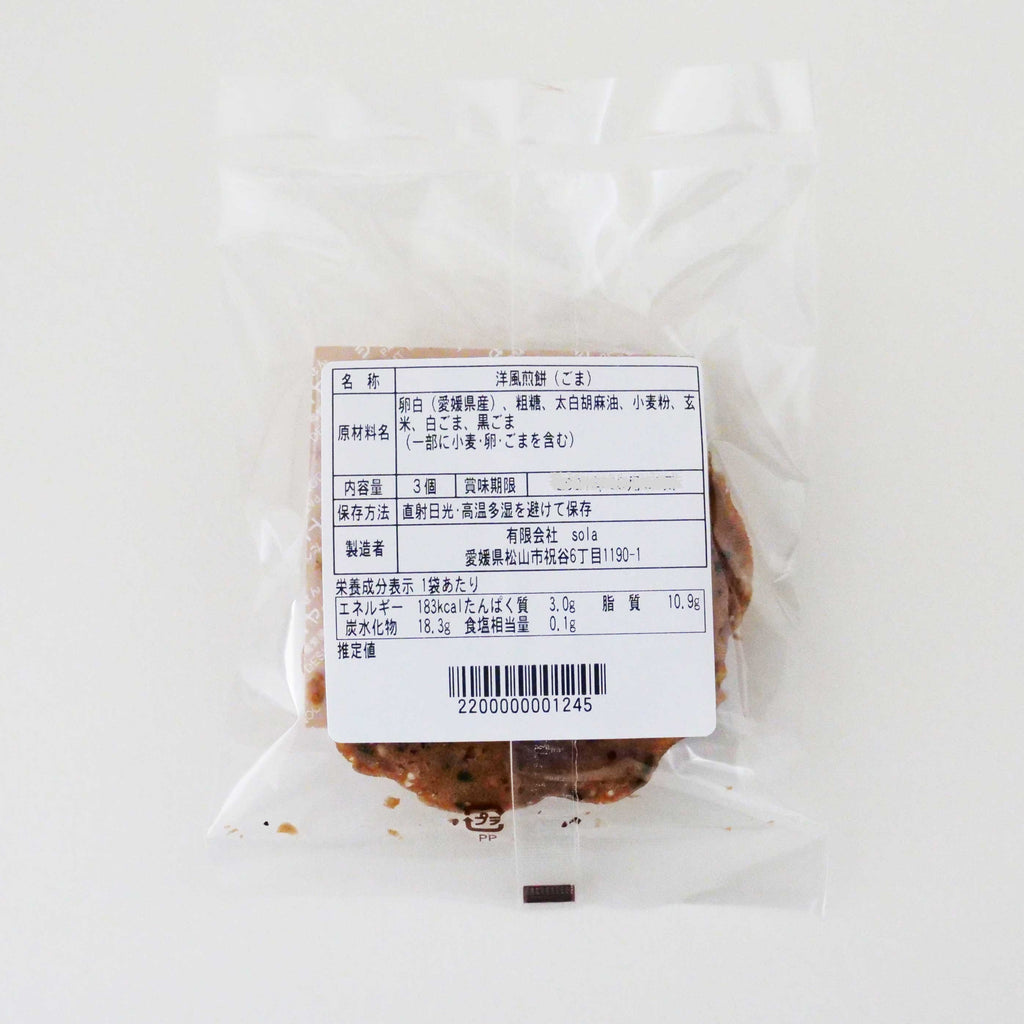 名 称 洋風煎餅（ごま）
原材料名 卵白（愛媛県産）、粗糖、太白胡麻油、小麦粉、玄
米、白ごま、黒ごま
（一部に小麦・卵・ごまを含む）
内容量 3個 賞味期限
保存方法 直射日光・高温多湿を避けて保存
製造者 有限会社 sola
愛媛県松山市祝谷6丁目1190-1
栄養成分表示 1袋あたり
エネルギー 183kcal たんぱく質 3.0g 脂 質 10.9g
炭水化物 18.3g 食塩相当量 0.1g
推定値
2200000001245
プラ
PP